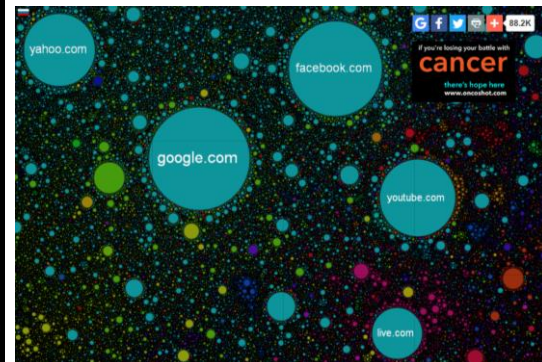 88.2K
yahoo.com
facebook.com
if you're losing your battle with
cancer
there's hope here
www.oncoshot.com
google.com
youtube.com
live.com